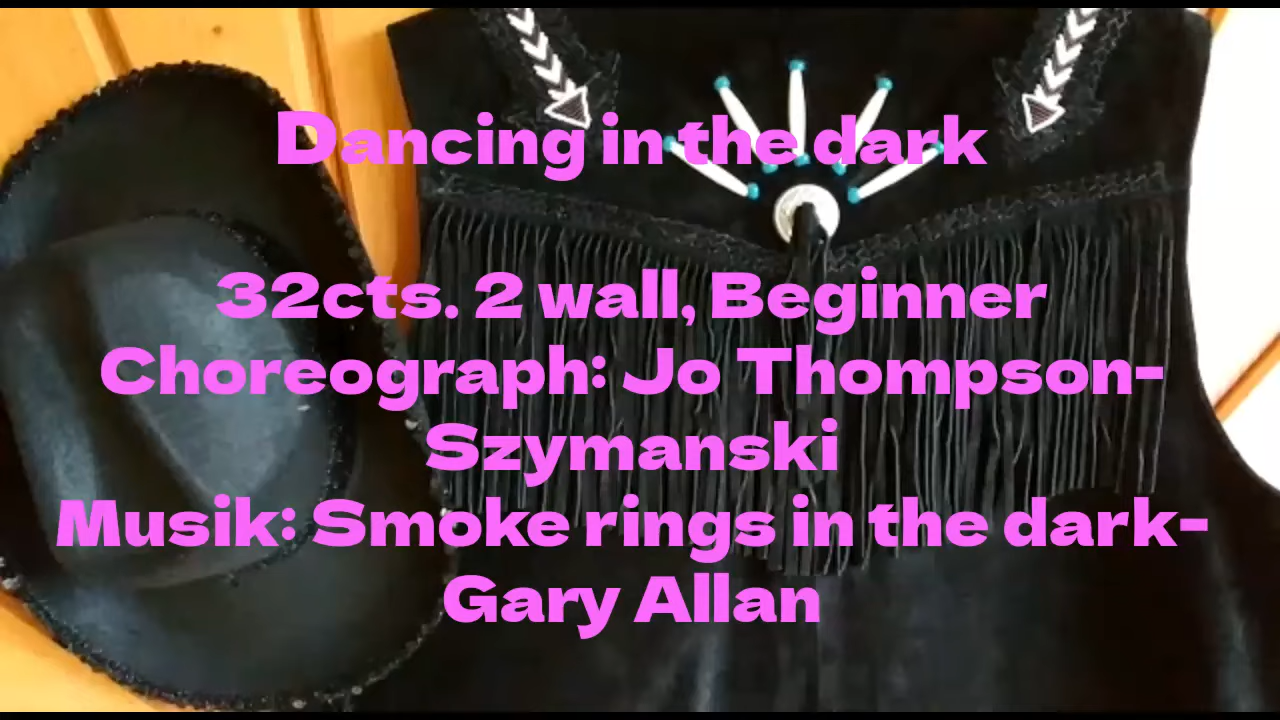 Dancing in the dark
32cts. 2 wall, Beginner
Choreograph: Jo Thompson-
Szymanski
Musik: Smoke rings in the dark-
Gary Allan